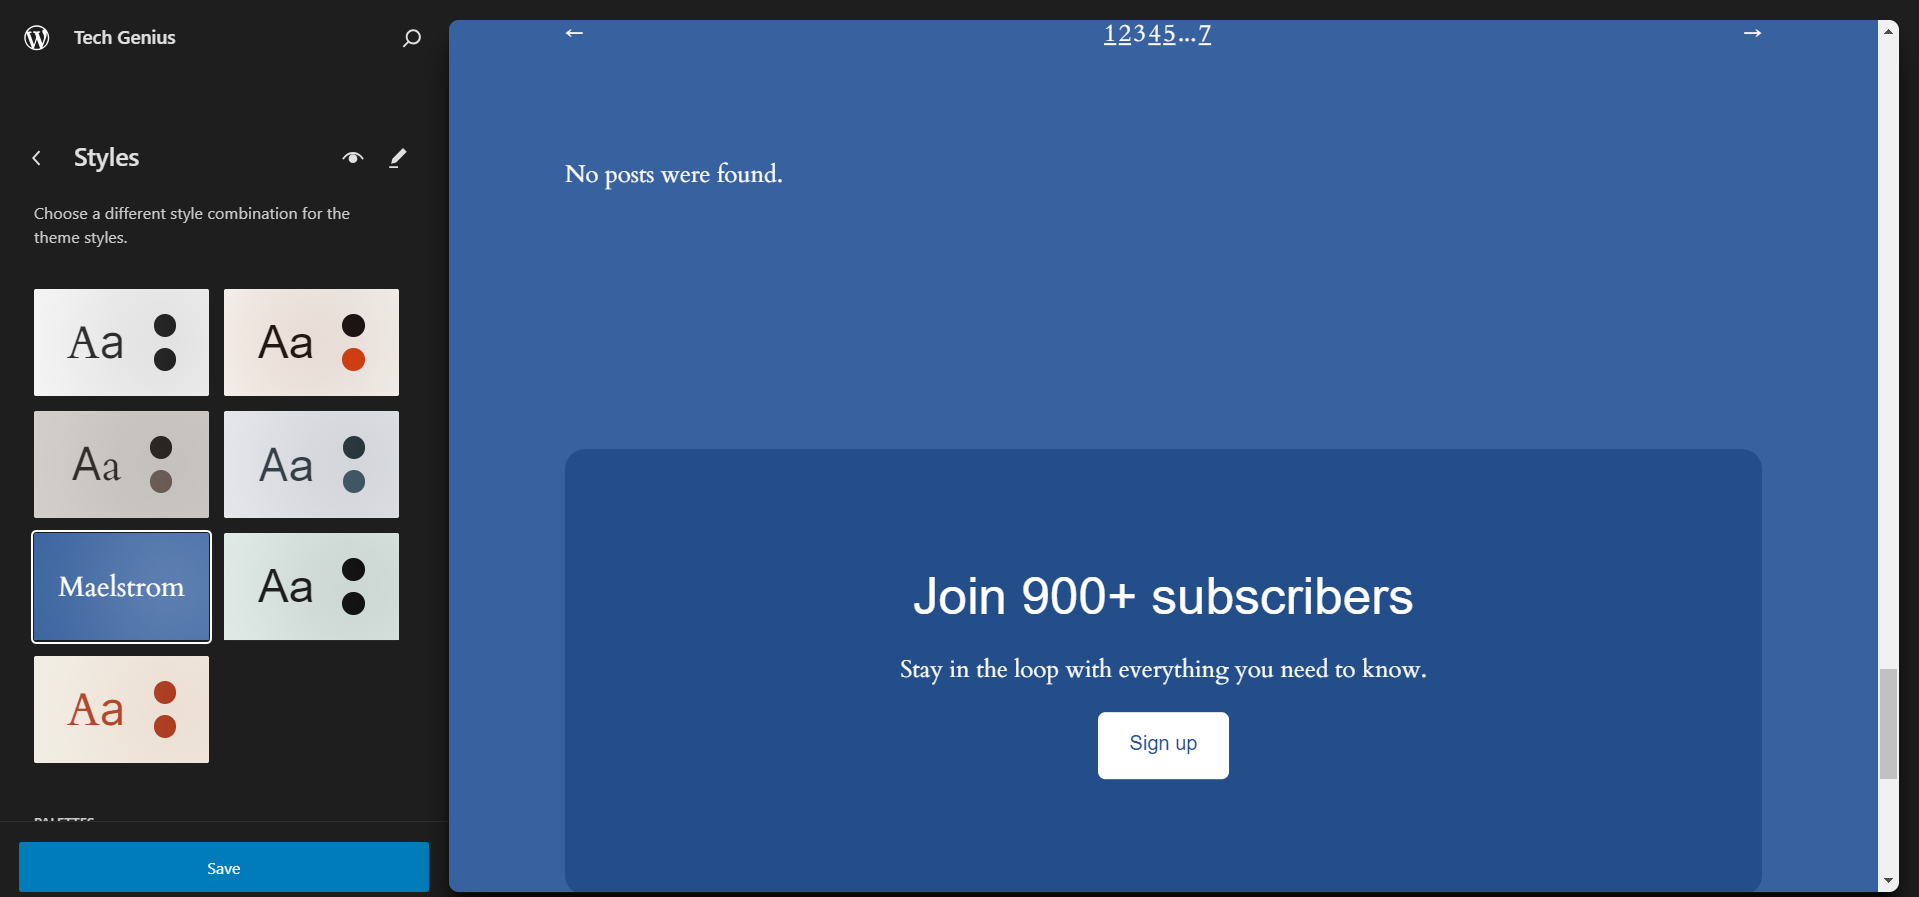 Tech Genius
Styles
Choose a different style combination for the
theme styles.
Aa
Aa
Aa
Aa
Maelstrom
Aa
Aa
PALETTES
Save
← 12345...7 →
No posts were found.
Join 900+ subscribers
Stay in the loop with everything you need to know.
Sign up